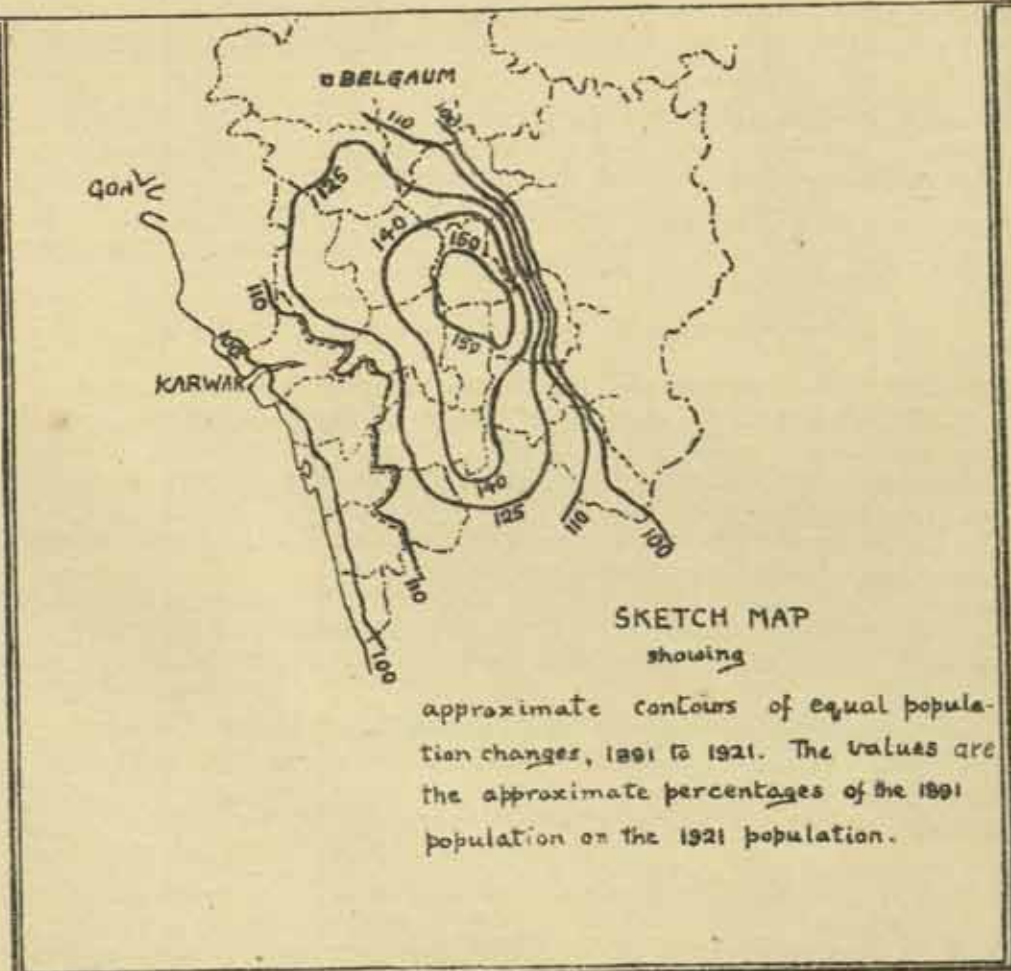 BELGAUM
110
100
GOA
125
140
150
110
150
100
KARWAR
140
125
110
100
110
100
SKETCH MAP
showing
approximate contours of equal popula-
tion changes, 1891 to 1921. The values are
the approximate percentages of the 1891
population on the 1921 population.